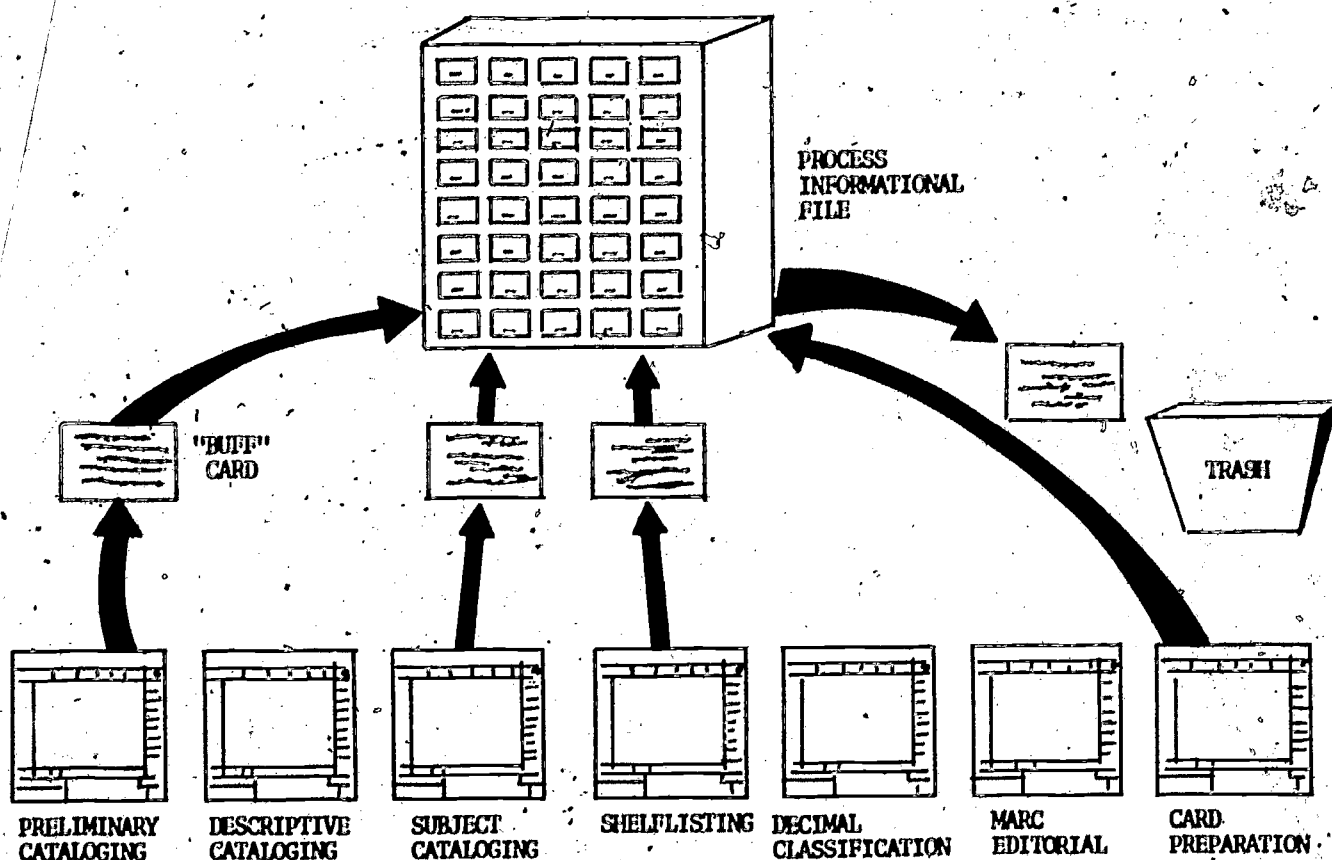 PROCESS
INFORMATIONAL
FILE
"BUFF"
CARD
TRASH
PRELIMINARY
CATALOGING
DESCRIPTIVE
CATALOGING
SUBJECT
CATALOGING
SHELFLISTING
DECIMAL
CLASSIFICATION
MARC
EDITORIAL
CARD
PREPARATION